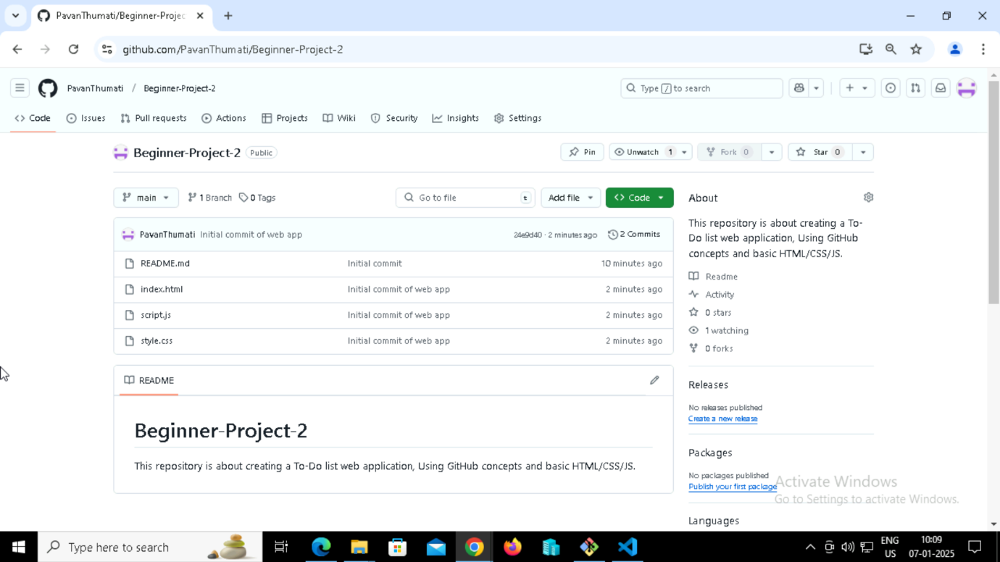 PavanThumati/Beginner-Projec
github.com/PavanThumati/Beginner-Project-2
PavanThumati / Beginner-Project-2
Type / to search
Code Issues Pull requests Actions Projects Wiki Security Insights Settings
Beginner-Project-2 Public
Pin Unwatch 1 Fork 0 Star 0
main 1 Branch 0 Tags
Go to file t Add file Code
PavanThumati Initial commit of web app 24e9d40 · 2 minutes ago 2 Commits
README.md Initial commit 10 minutes ago
index.html Initial commit of web app 2 minutes ago
script.js Initial commit of web app 2 minutes ago
style.css Initial commit of web app 2 minutes ago
README
Beginner-Project-2
This repository is about creating a To-Do list web application, Using GitHub concepts and basic HTML/CSS/JS.
About
This repository is about creating a To-
Do list web application, Using GitHub
concepts and basic HTML/CSS/JS.
Readme
Activity
0 stars
1 watching
0 forks
Releases
No releases published
Create a new release
Packages
No packages published
Publish your first package
Languages
Activate Windows
Go to Settings to activate Windows.
Type here to search
ENG
US
10:09
07-01-2025